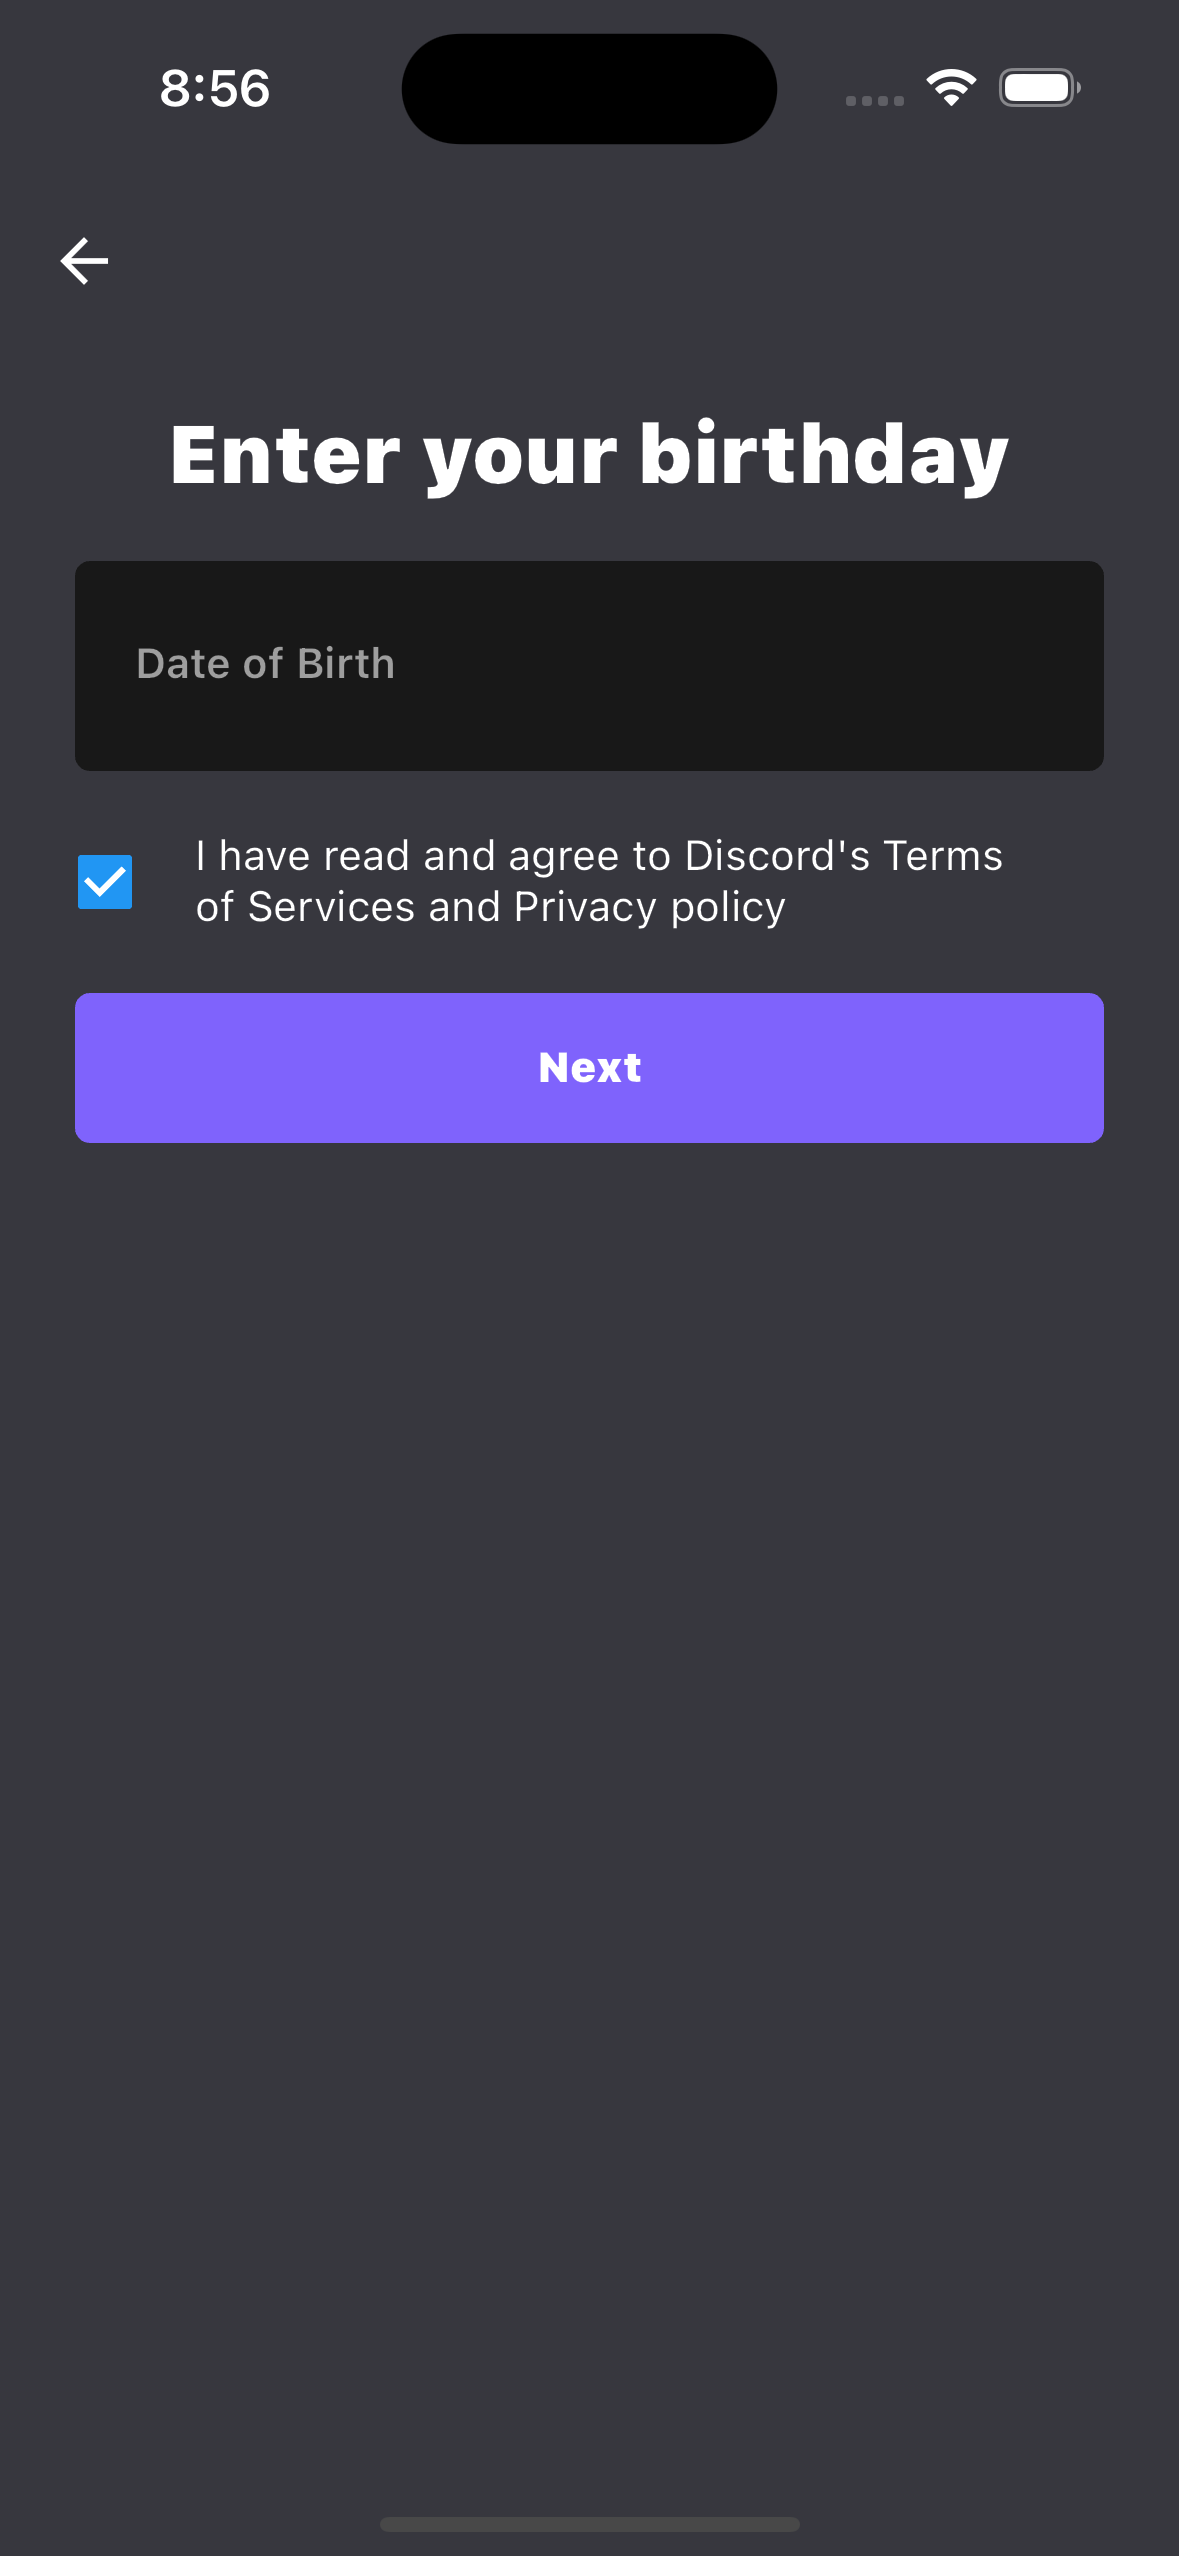 8:56
Enter your birthday
Date of Birth
I have read and agree to Discord's Terms
of Services and Privacy policy
Next